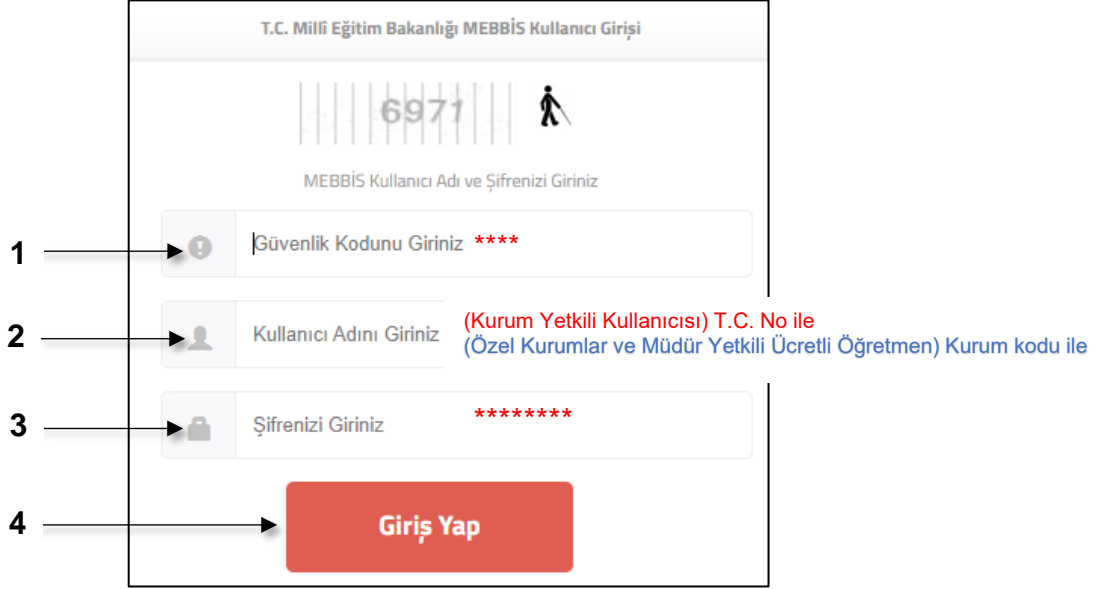 T.C. Millî Eğitim Bakanlığı MEBBİS Kullanıcı Girişi
6971
MEBBİS Kullanıcı Adı ve Şifrenizi Giriniz
1 Güvenlik Kodunu Giriniz ****
2 Kullanıcı Adını Giriniz (Kurum Yetkili Kullanıcısı) T.C. No ile
(Özel Kurumlar ve Müdür Yetkili Ücretli Öğretmen) Kurum kodu ile
3 Şifrenizi Giriniz ********
4 Giriş Yap